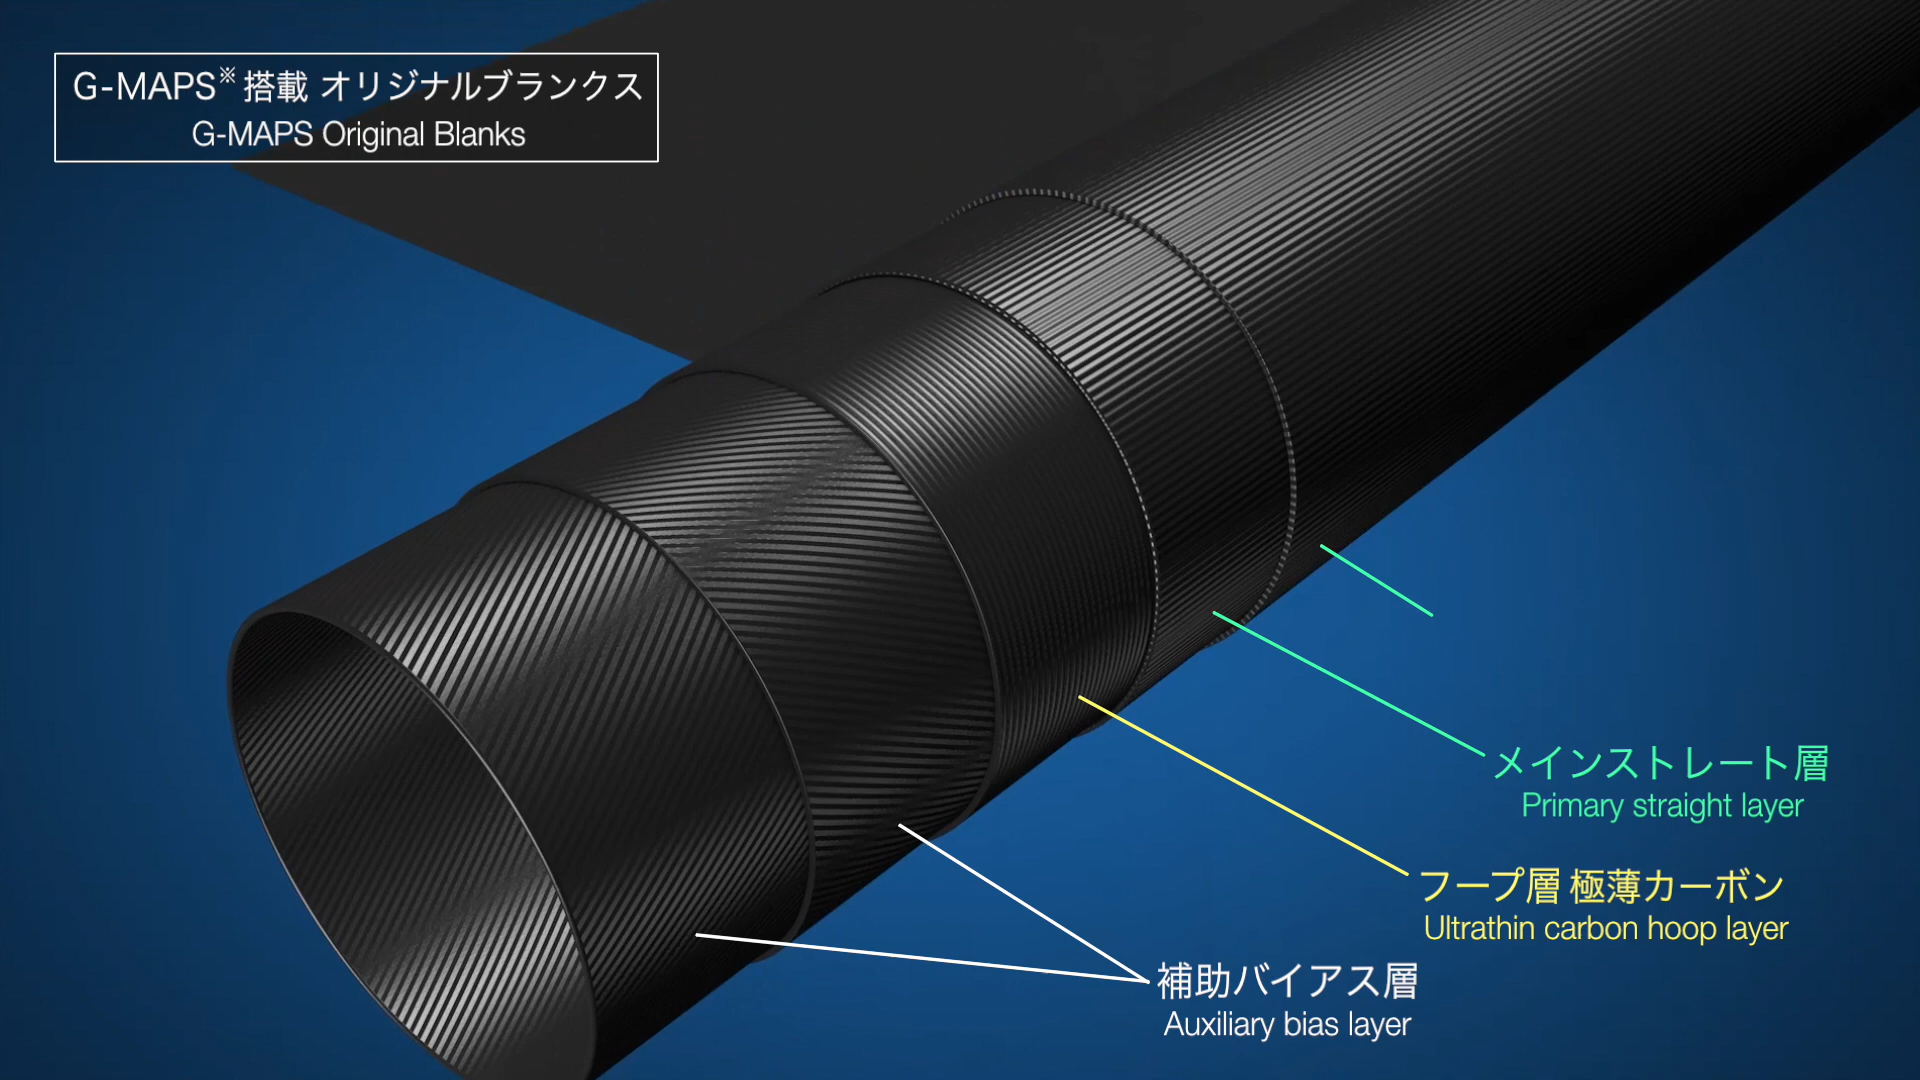 G-MAPS※搭載 オリジナルブランクス
G-MAPS Original Blanks
メインストレート層
Primary straight layer
フープ層 極薄カーボン
Ultrathin carbon hoop layer
補助バイアス層
Auxiliary bias layer